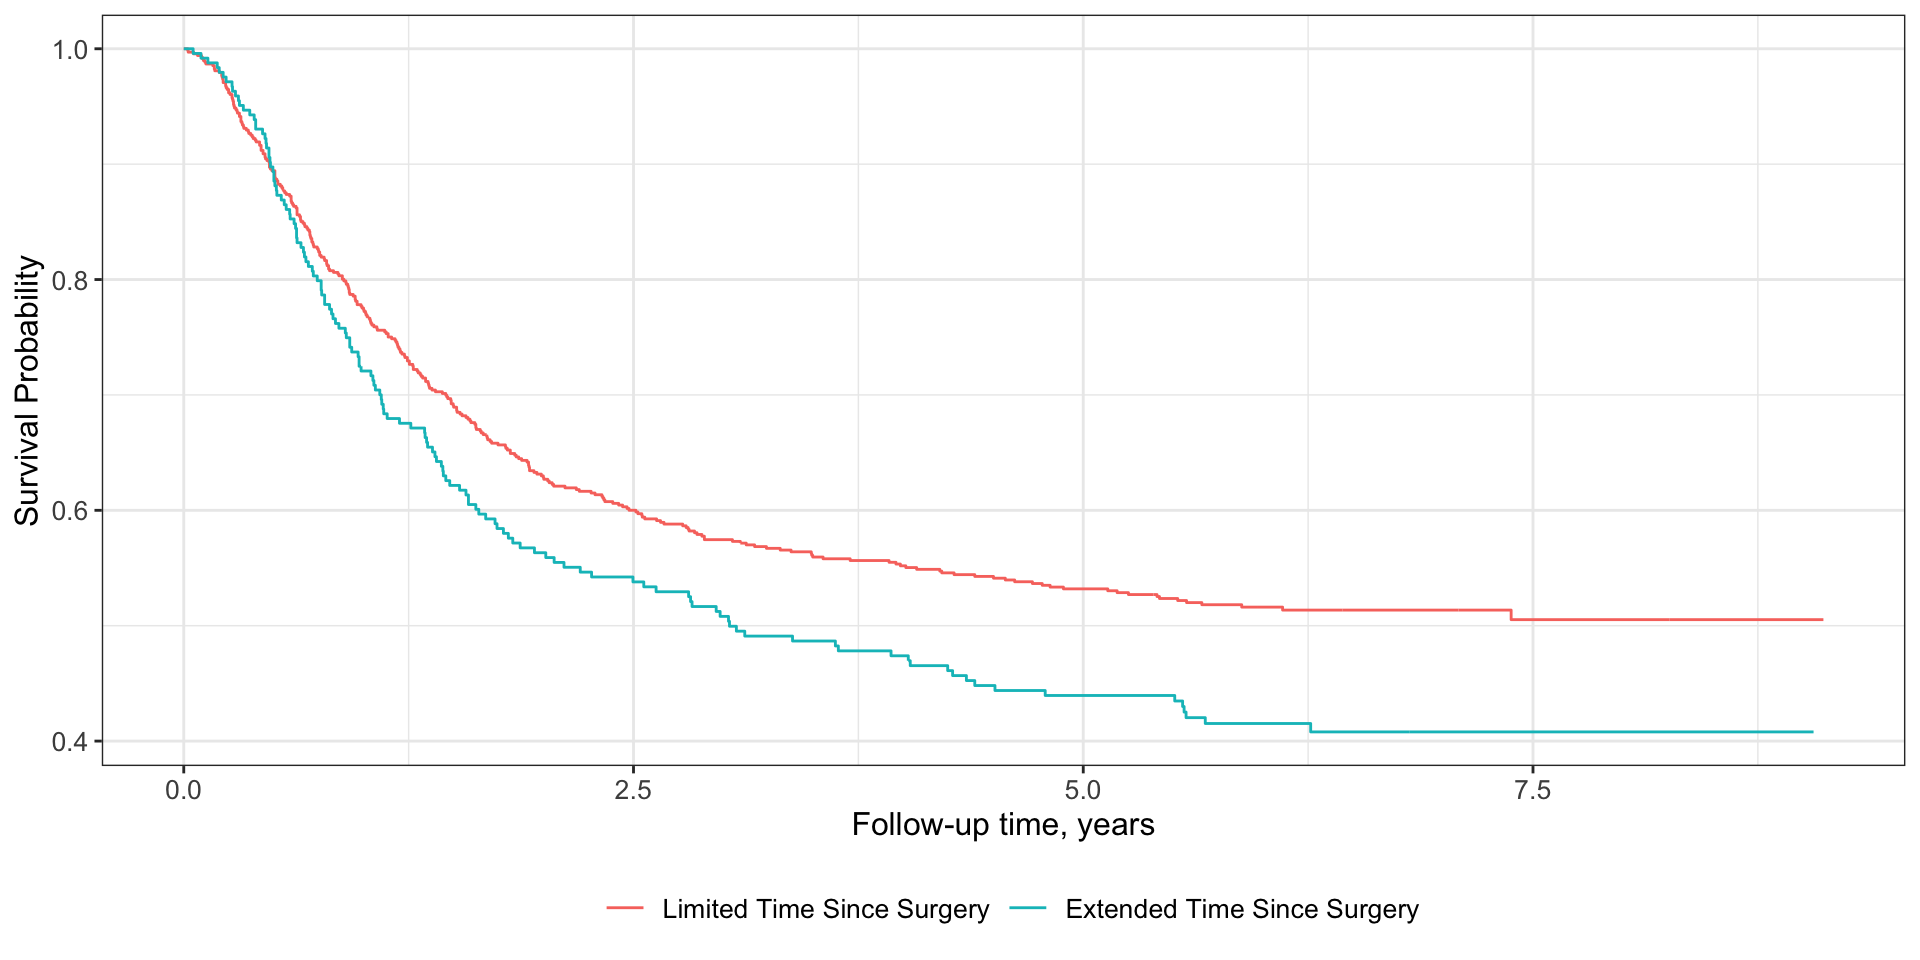 Survival Probability
1.0
0.8
0.6
0.4
0.0 2.5 5.0 7.5
Follow-up time, years
Limited Time Since Surgery Extended Time Since Surgery